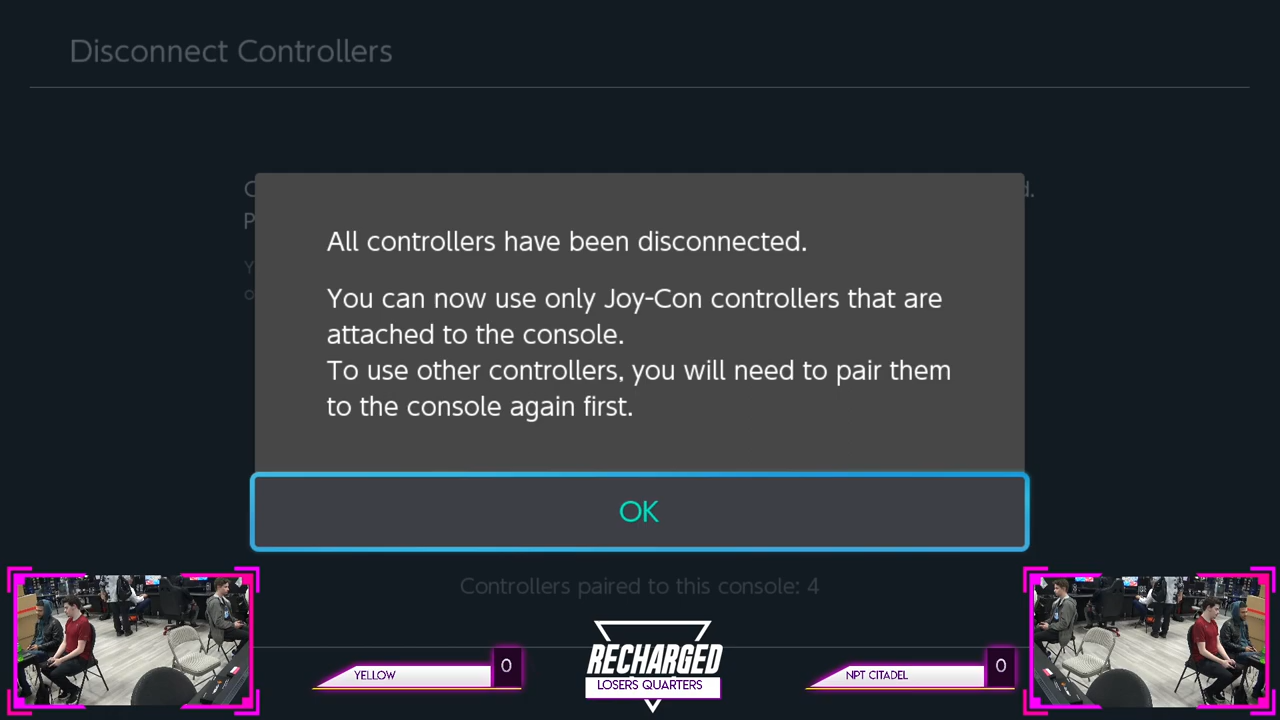 Disconnect Controllers
All controllers have been disconnected.
You can now use only Joy-Con controllers that are
attached to the console.
To use other controllers, you will need to pair them
to the console again first.
OK
Controllers paired to this console: 4
YELLOW 0
RECHARGED
LOSERS QUARTERS
NPT CITADEL 0